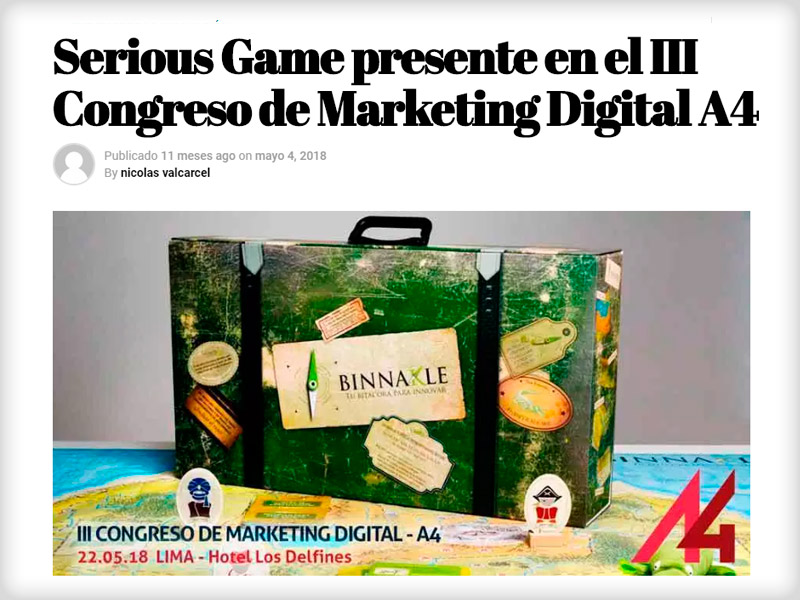 Serious Game presente en el III
Congreso de Marketing Digital A4
Publicado 11 meses ago on mayo 4, 2018
By nicolas valcarcel
BINNAKLE
TU BITÁCORA PARA INNOVAR
III CONGRESO DE MARKETING DIGITAL - A4
22.05.18 LIMA - Hotel Los Delfines
A4